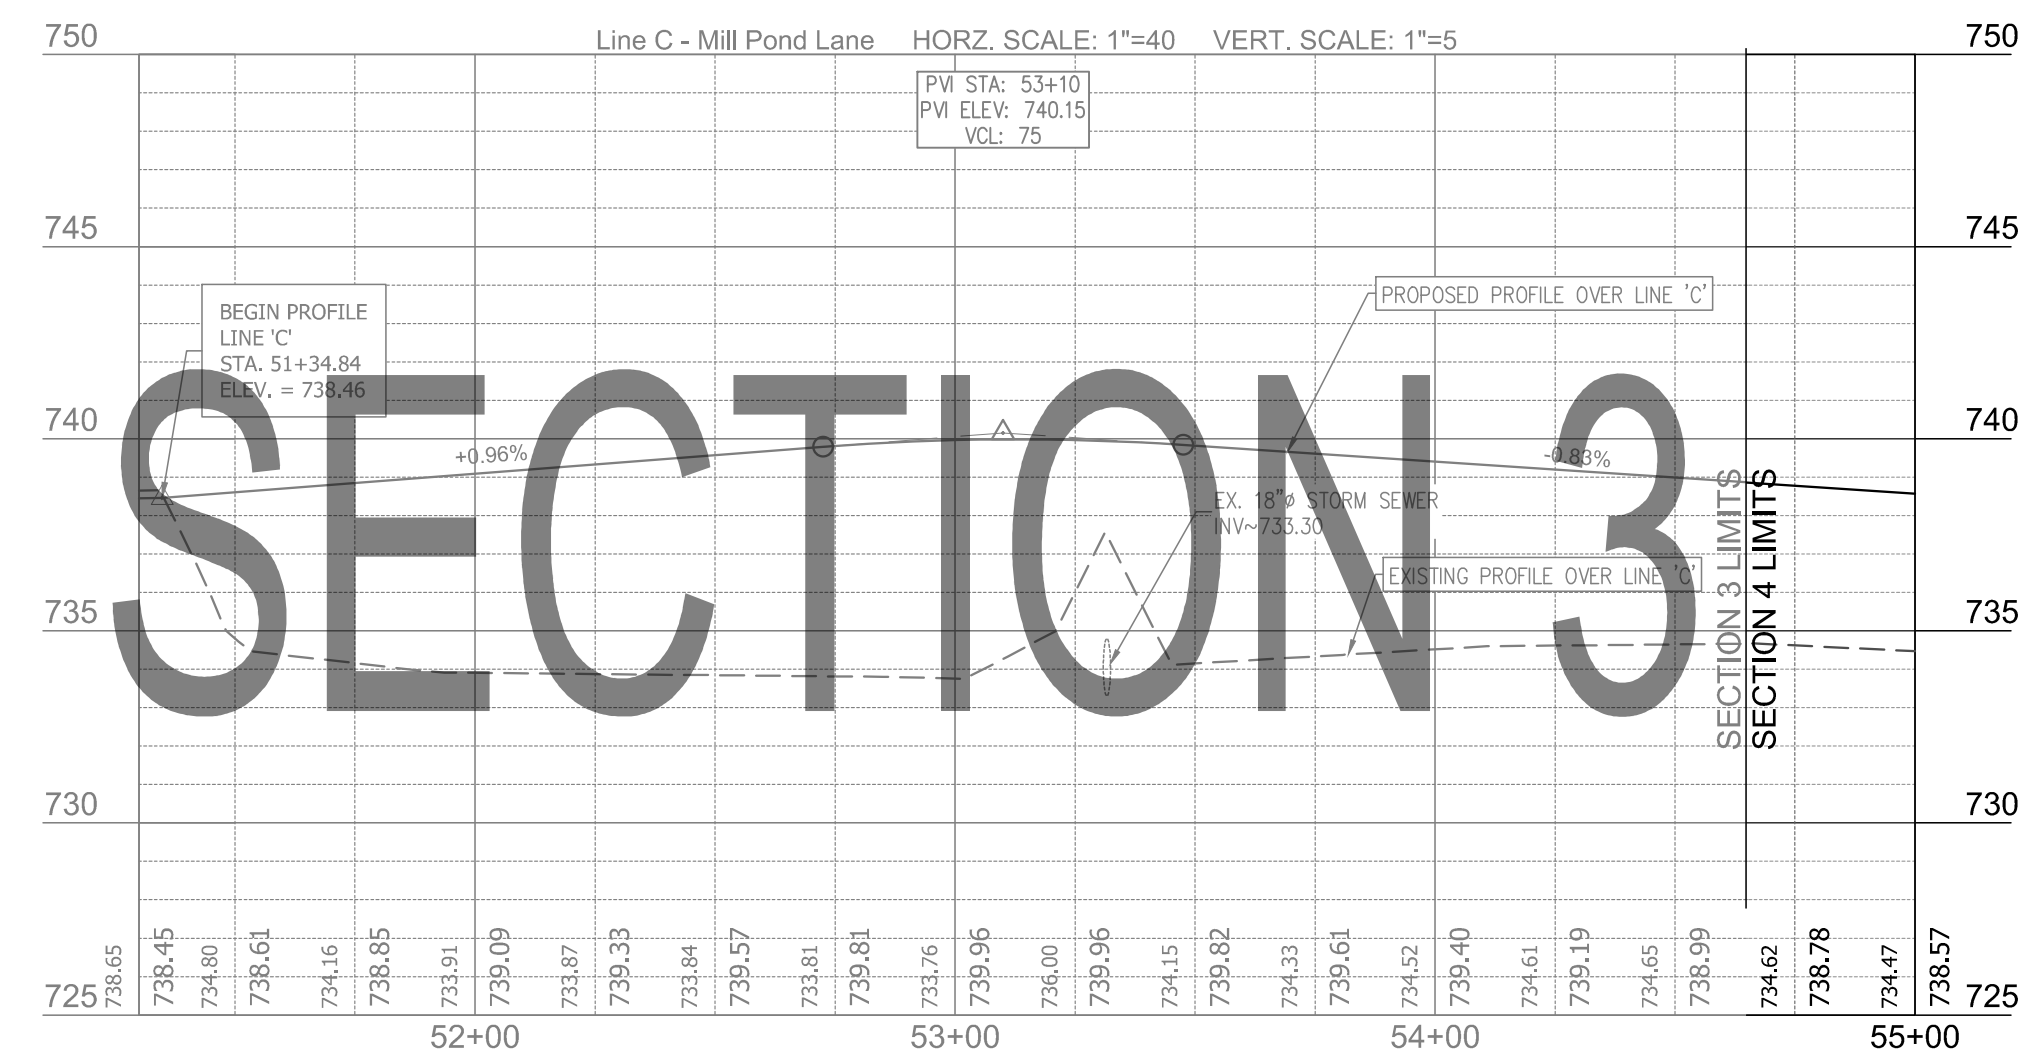 Line C - Mill Pond Lane HORZ. SCALE: 1"=40 VERT. SCALE: 1"=5
750 750
PVI STA: 53+10
PVI ELEV: 740.15
VCL: 75
745 745
BEGIN PROFILE
LINE 'C'
STA. 51+34.84
ELEV. = 738.46
PROPOSED PROFILE OVER LINE 'C'
SECTION 3
740 740
+0.96%
-0.83%
EX. 18"ø STORM SEWER
INV~733.30
EXISTING PROFILE OVER LINE 'C'
SECTION 3 LIMITS
SECTION 4 LIMITS
735 735
730 730
738.65 738.45 734.80 738.61 734.16 738.85 733.91 739.09 733.87 739.33 733.84 739.57 733.81 739.81 733.76 739.96 736.00 739.96 734.15 739.82 734.33 739.61 734.52 739.40 734.61 739.19 734.65 738.99 734.62 738.78 734.47 738.57
725 725
52+00 53+00 54+00 55+00